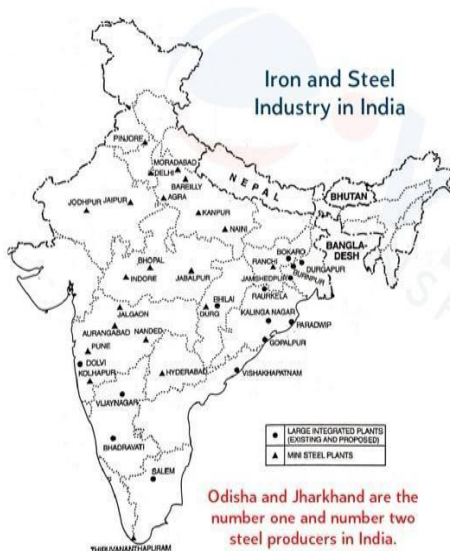 Iron and Steel
Industry in India
PINJORE
MORADABAD
DELHI
BAREILLY
NEPAL
BHUTAN
JODHPUR
JAIPUR
AGRA
KANPUR
NAINI
BANGLA-
DESH
BHOPAL
INDORE
JABALPUR
RANCHI
BOKARO
DURGAPUR
BURNPUR
JAMSHEDPUR
RAURKELA
BHILAI
DURG
KALINGA NAGAR
PARADWIP
GOPALPUR
JALGAON
AURANGABAD
NANDED
PUNE
DOLVI
KOLHAPUR
HYDERABAD
VISHAKHAPATNAM
VIJAYNAGAR
BHADRAVATI
SALEM
THIRUVANANTHAPURAM
LARGE INTEGRATED PLANTS
(EXISTING AND PROPOSED)
MINI STEEL PLANTS
Odisha and Jharkhand are the
number one and number two
steel producers in India.